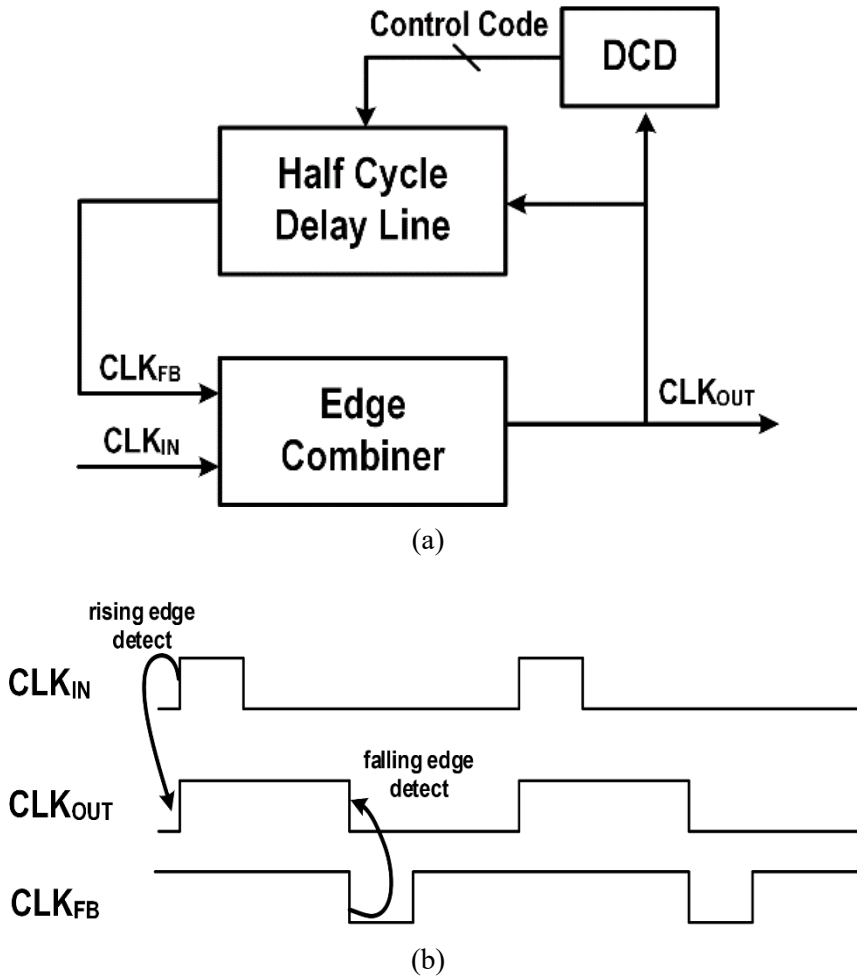 Control Code
DCD
Half Cycle
Delay Line
CLKFB
CLKIN
Edge
Combiner
CLKOUT
(a)
rising edge
detect
CLKIN
falling edge
detect
CLKOUT
CLKFB
(b)